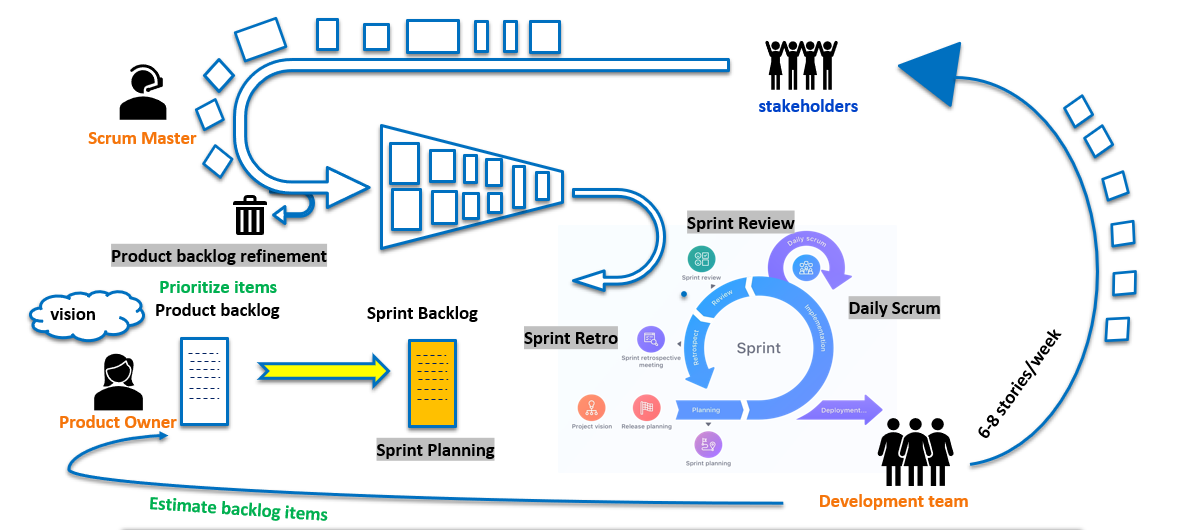 stakeholders
Scrum Master
Product backlog refinement
Prioritize items
Product backlog
vision
Product Owner
Sprint Backlog
Sprint Planning
Estimate backlog items
Sprint Review
Daily scrum
Sprint review
Review
Implementation
Daily Scrum
Sprint Retro
Sprint retrospective
meeting
Retrospect
Sprint
Project vision
Release planning
Planning
Deployment...
Sprint planning
6-8 stories/week
Development team